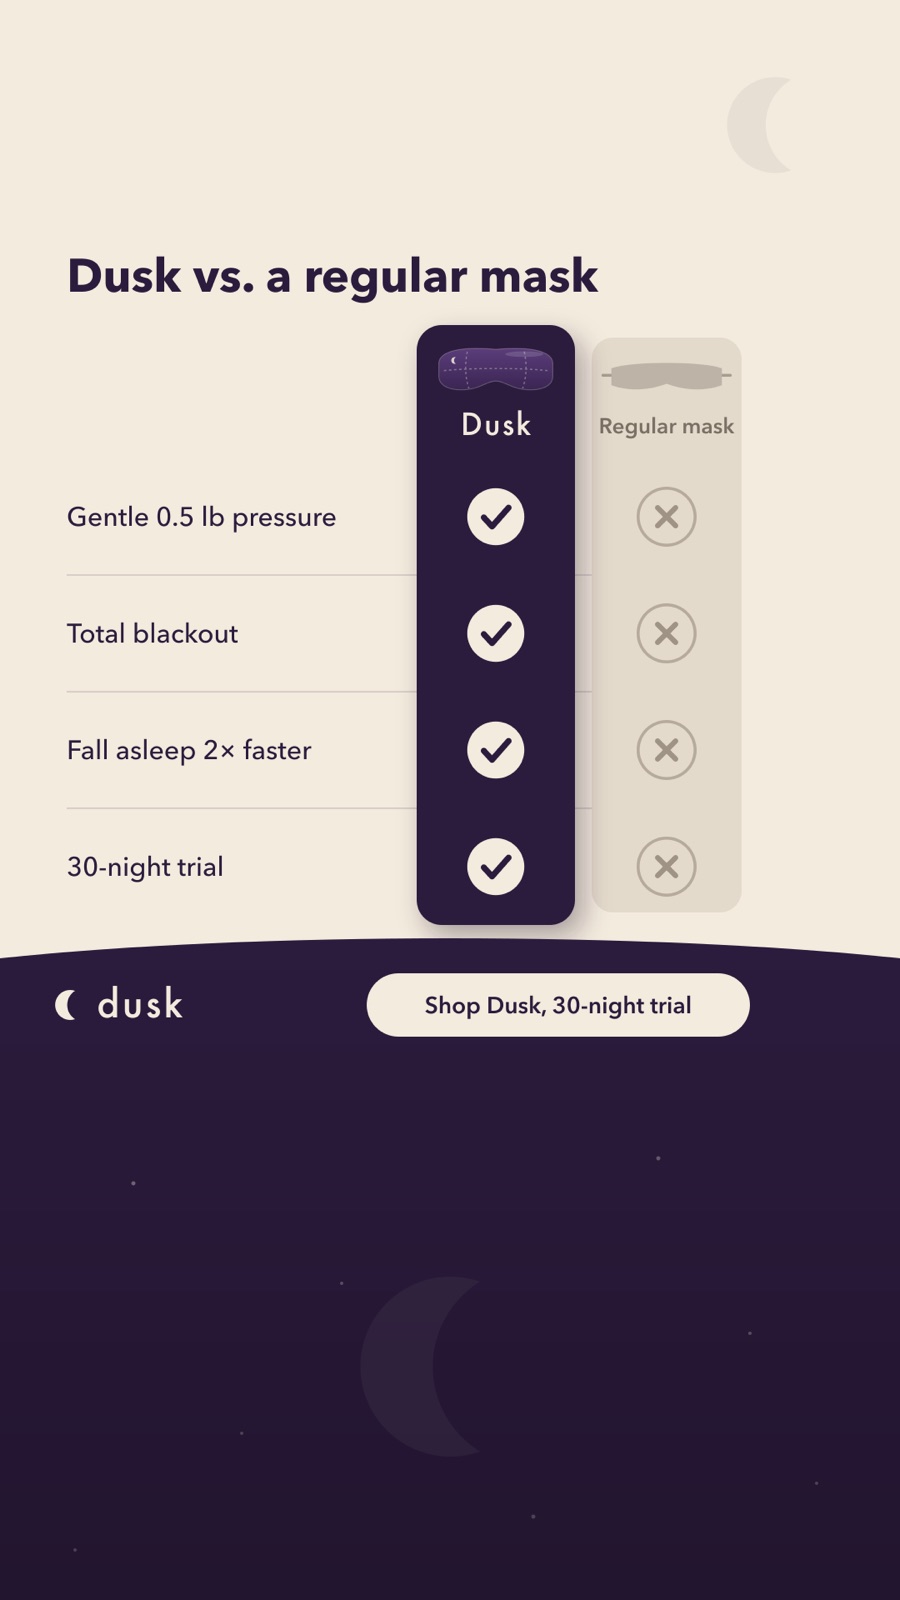 Dusk vs. a regular mask
Dusk
Regular mask
Gentle 0.5 lb pressure
Total blackout
Fall asleep 2× faster
30-night trial
dusk
Shop Dusk, 30-night trial